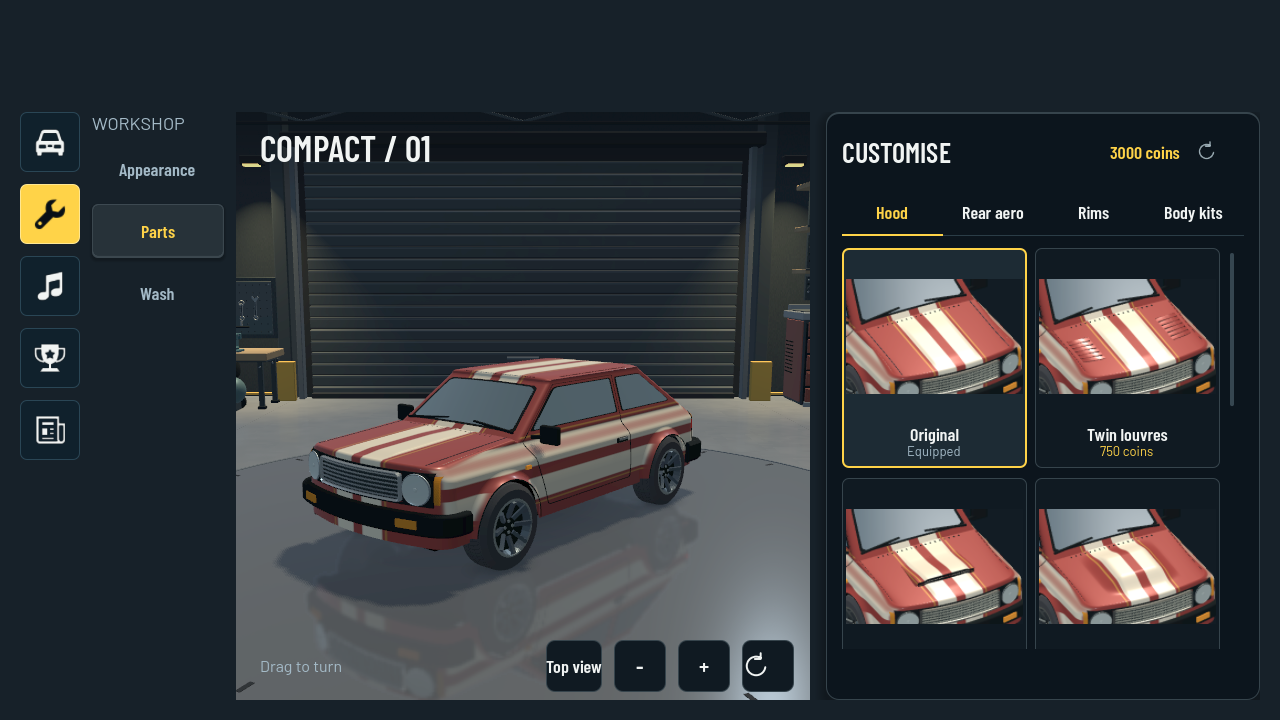 WORKSHOP
Appearance
Parts
Wash
COMPACT / 01
Drag to turn
Top view
-
+
CUSTOMISE
3000 coins
Hood
Rear aero
Rims
Body kits
Original
Equipped
Twin louvres
750 coins